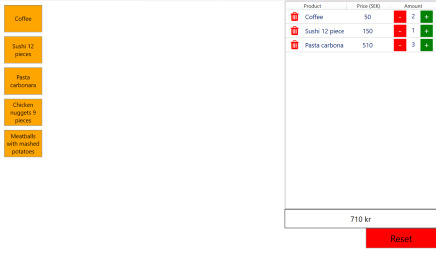 Coffee
Sushi 12
pieces
Pasta
carbonara
Chicken
nuggets 9
pieces
Meatballs
with mashed
potatoes
Product Price (SEK) Amount
Coffee 50 - 2 +
Sushi 12 piece 150 - 1 +
Pasta carbona 510 - 3 +
710 kr
Reset